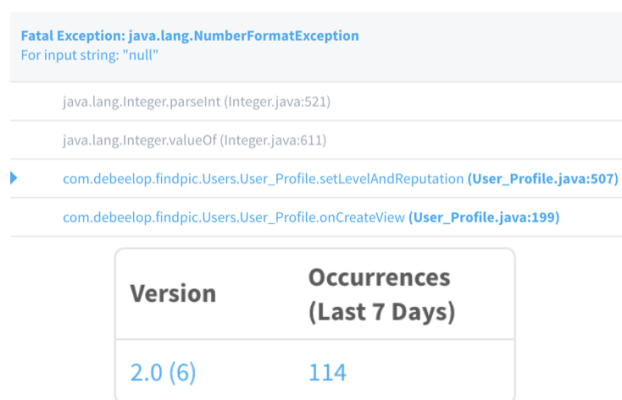 Fatal Exception: java.lang.NumberFormatException
For input string: "null"
java.lang.Integer.parseInt (Integer.java:521)
java.lang.Integer.valueOf (Integer.java:611)
com.debeelop.findpic.Users.User_Profile.setLevelAndReputation (User_Profile.java:507)
com.debeelop.findpic.Users.User_Profile.onCreateView (User_Profile.java:199)
Version
Occurrences
(Last 7 Days)
2.0 (6)
114